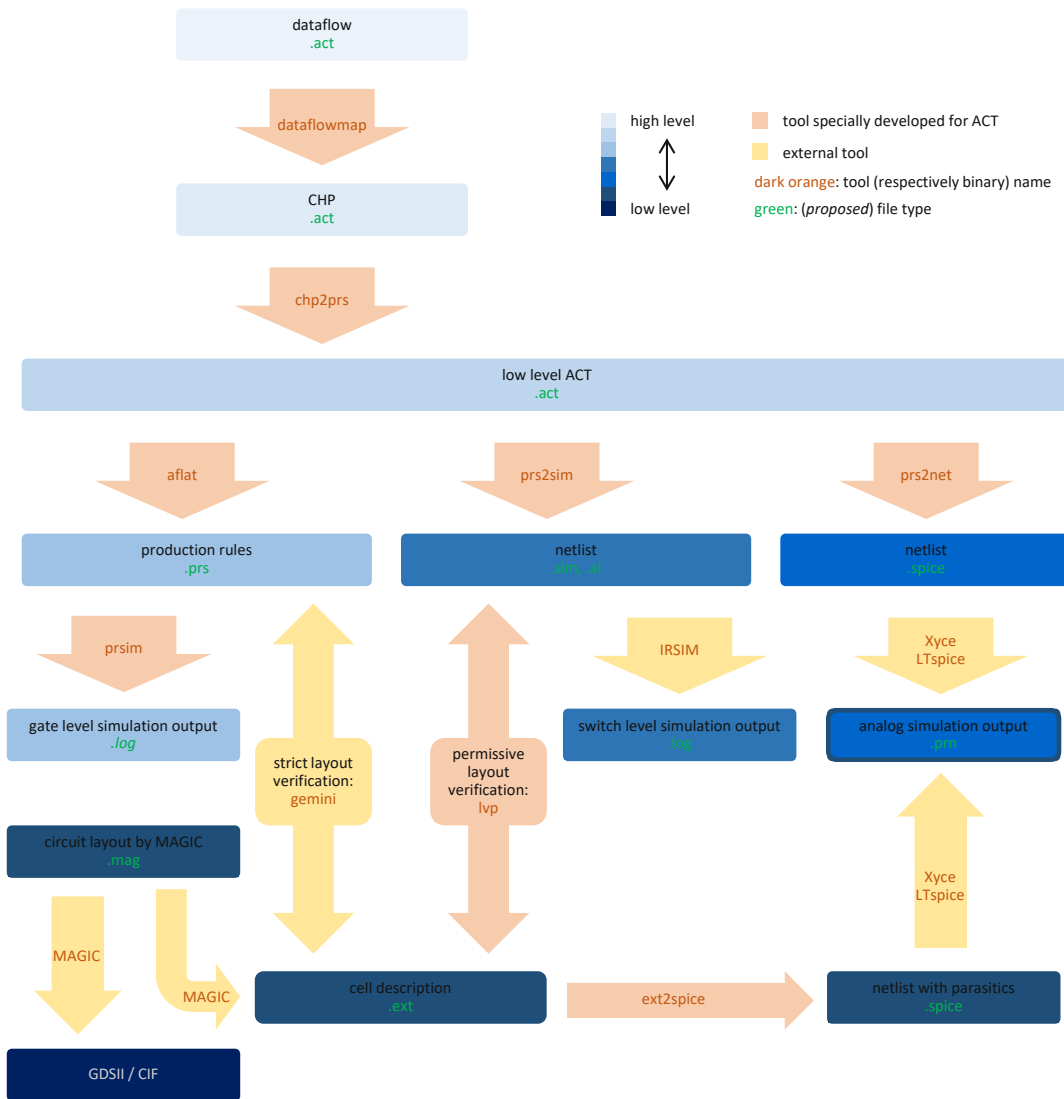 dataflow
.act
dataflowmap
high level
low level
tool specially developed for ACT
external tool
dark orange: tool (respectively binary) name
green: (proposed) file type
CHP
.act
chp2prs
low level ACT
.act
aflat
prs2sim
prs2net
production rules
.prs
netlist
.sim, .al
netlist
.spice
prsim
IRSIM
Xyce
LTspice
gate level simulation output
.log
switch level simulation output
.log
analog simulation output
.prn
strict layout
verification:
gemini
permissive
layout
verification:
lvp
circuit layout by MAGIC
.mag
Xyce
LTspice
MAGIC
MAGIC
cell description
.ext
ext2spice
netlist with parasitics
.spice
GDSII / CIF